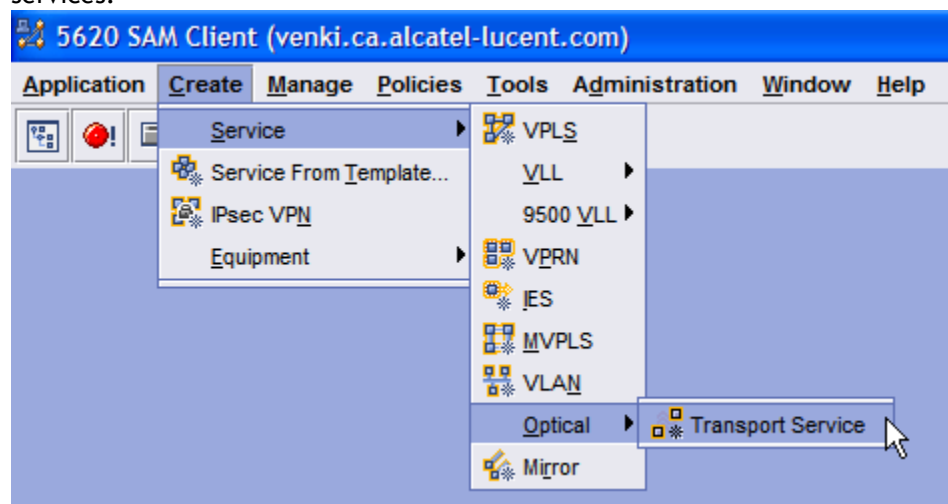 services.
5620 SAM Client (venki.ca.alcatel-lucent.com)
Application Create Manage Policies Tools Administration Window Help
Service VPLS
Service From Template... VLL
IPsec VPN 9500 VLL
Equipment VPRN
IES
MVPLS
VLAN
Optical Transport Service
Mirror